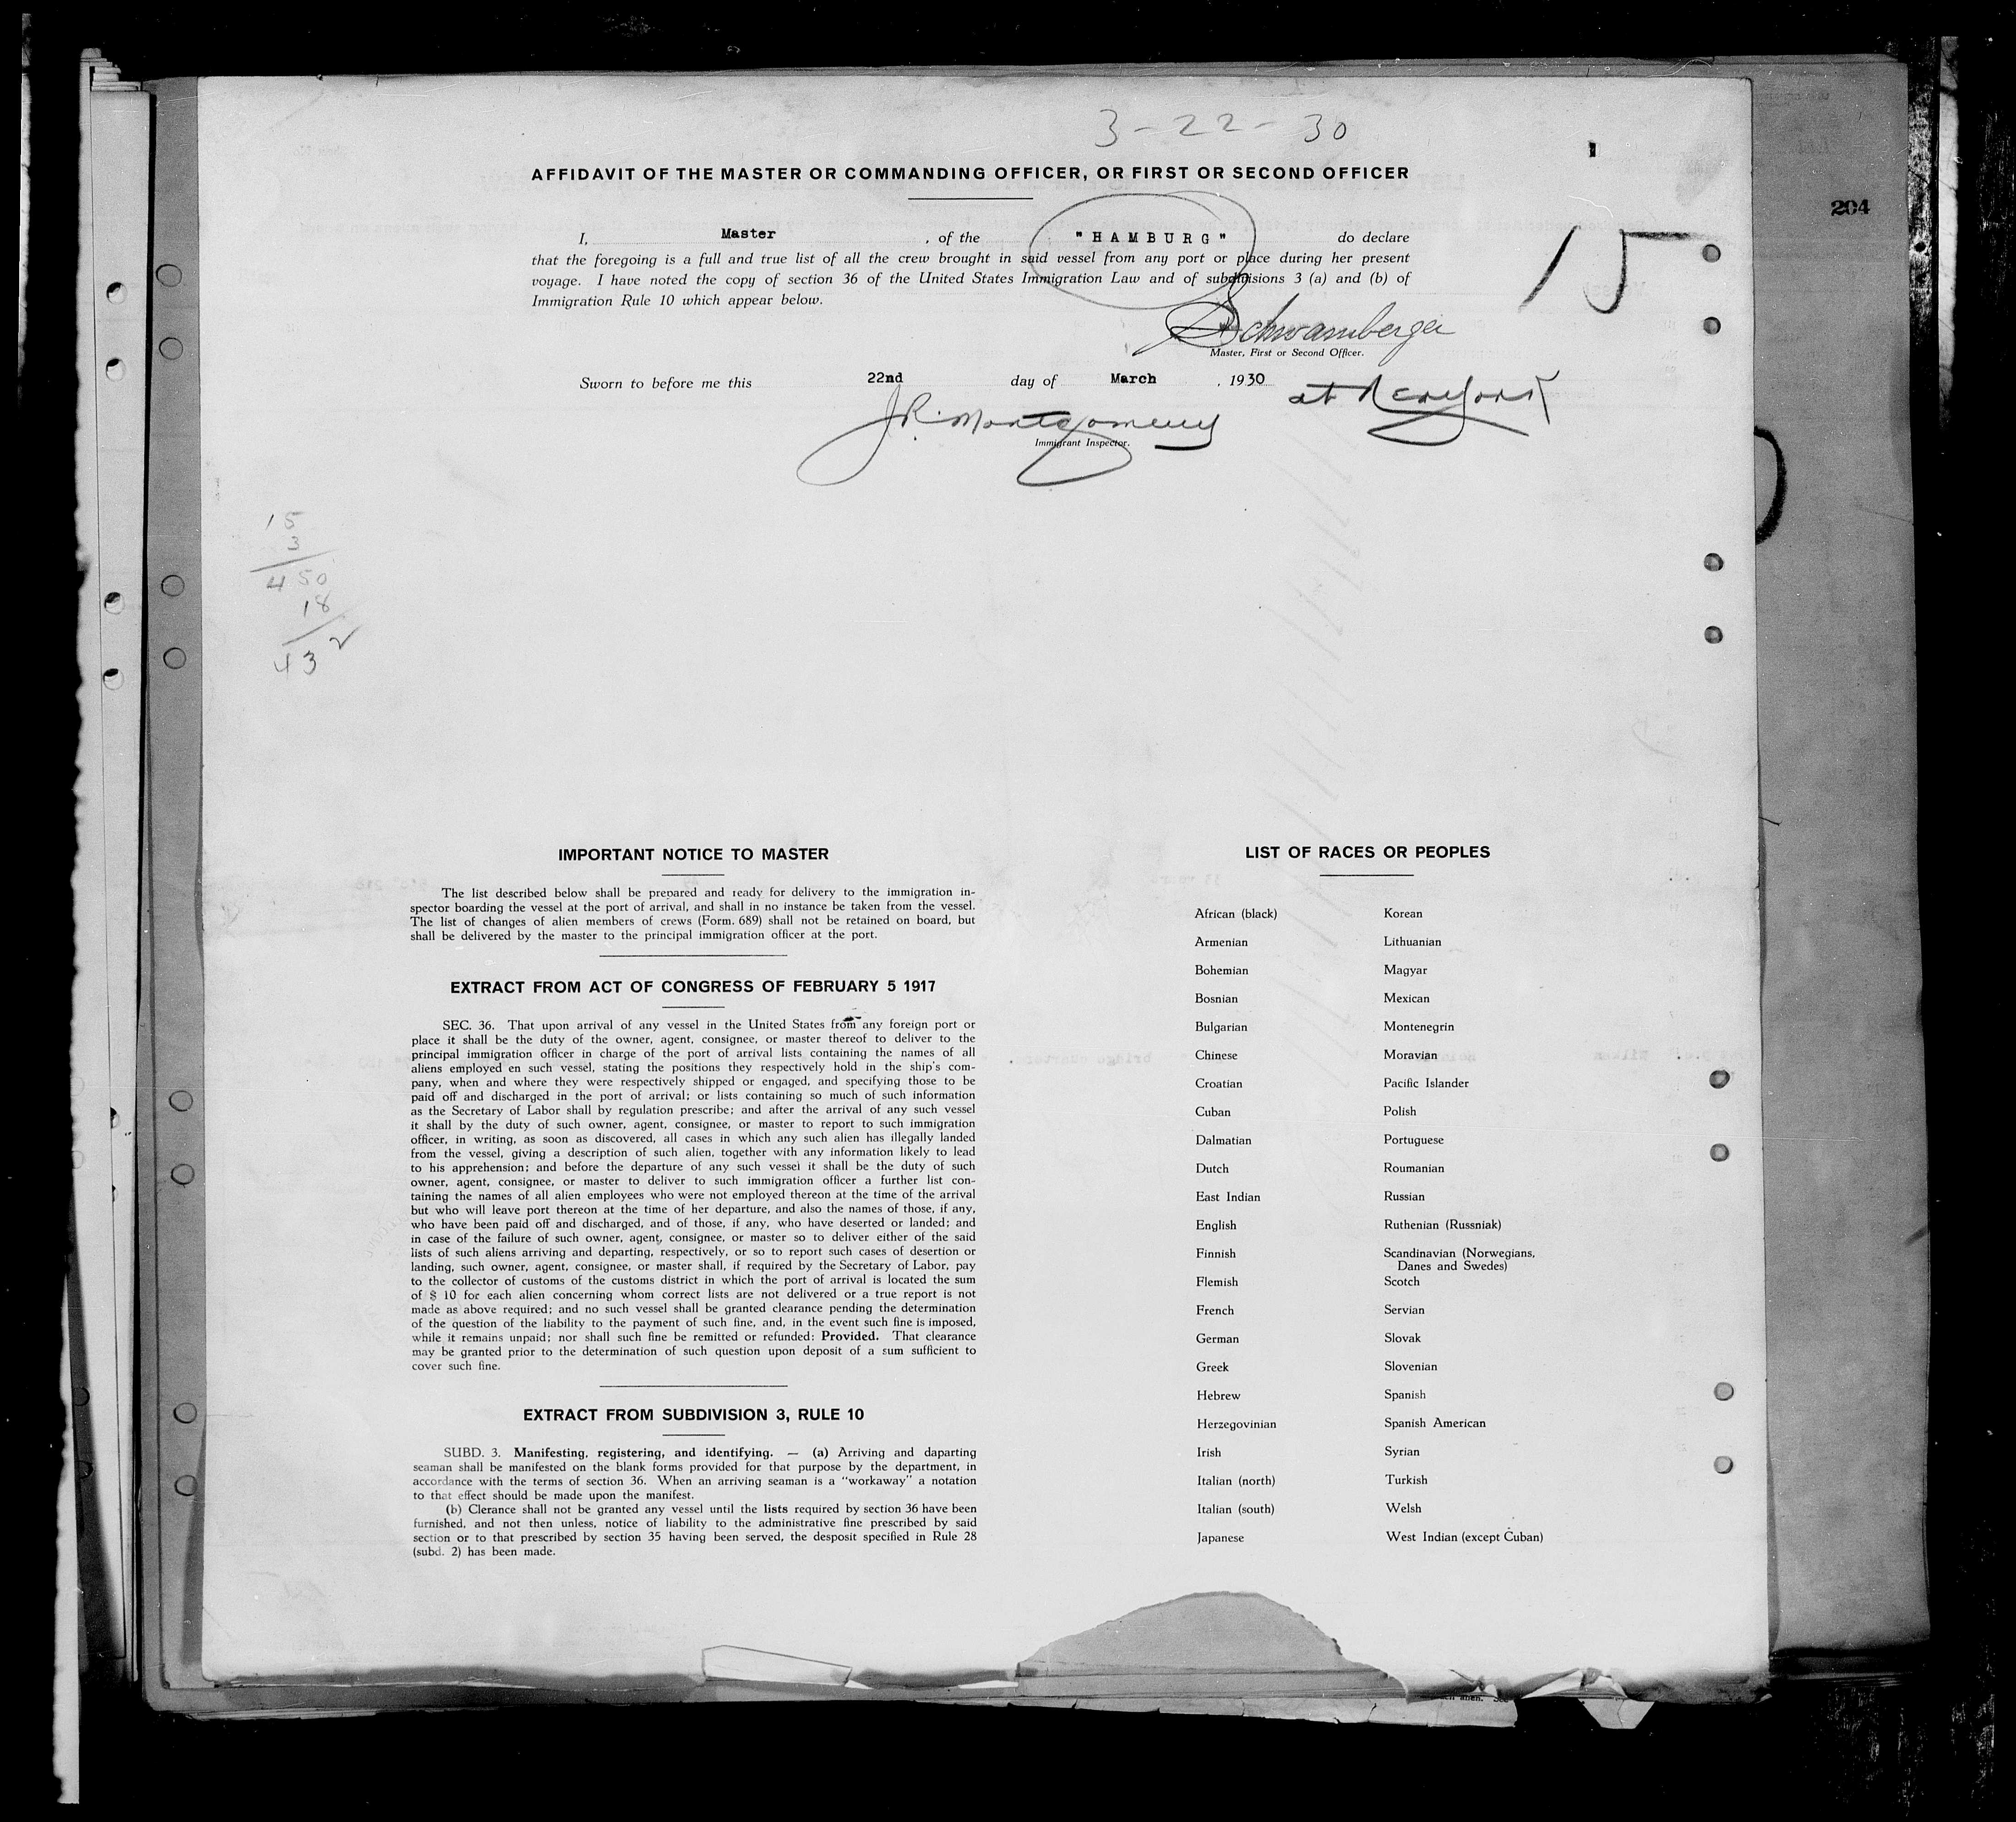 3-22-30
AFFIDAVIT OF THE MASTER OR COMMANDING OFFICER, OR FIRST OR SECOND OFFICER
204
I, Master, of the "HAMBURG" do declare
15
that the foregoing is a full and true list of all the crew brought in said vessel from any port or place during her present
voyage. I have noted the copy of section 36 of the United States Immigration Law and of subdivisions 3 (a) and (b) of
Immigration Rule 10 which appear below.
Schwamberger
Master, First or Second Officer.
Sworn to before me this 22nd day of March, 1930 at New York
J.R. Montgomery
Immigrant Inspector.
15
3
450
18
432
IMPORTANT NOTICE TO MASTER
The list described below shall be prepared and ready for delivery to the immigration in-
spector boarding the vessel at the port of arrival, and shall in no instance be taken from the vessel.
The list of changes of alien members of crews (Form. 689) shall not be retained on board, but
shall be delivered by the master to the principal immigration officer at the port.
EXTRACT FROM ACT OF CONGRESS OF FEBRUARY 5 1917
SEC. 36. That upon arrival of any vessel in the United States from any foreign port or
place it shall be the duty of the owner, agent, consignee, or master thereof to deliver to the
principal immigration officer in charge of the port of arrival lists containing the names of all
aliens employed en such vessel, stating the positions they respectively hold in the ship's com-
pany, when and where they were respectively shipped or engaged, and specifying those to be
paid off and discharged in the port of arrival; or lists containing so much of such information
as the Secretary of Labor shall by regulation prescribe; and after the arrival of any such vessel
it shall by the duty of such owner, agent, consignee, or master to report to such immigration
officer, in writing, as soon as discovered, all cases in which any such alien has illegally landed
from the vessel, giving a description of such alien, together with any information likely to lead
to his apprehension; and before the departure of any such vessel it shall be the duty of such
owner, agent, consignee, or master to deliver to such immigration officer a further list con-
taining the names of all alien employees who were not employed thereon at the time of the arrival
but who will leave port thereon at the time of her departure, and also the names of those, if any,
who have been paid off and discharged, and of those, if any, who have deserted or landed; and
in case of the failure of such owner, agent, consignee, or master so to deliver either of the said
lists of such aliens arriving and departing, respectively, or so to report such cases of desertion or
landing, such owner, agent, consignee, or master shall, if required by the Secretary of Labor, pay
to the collector of customs of the customs district in which the port of arrival is located the sum
of $ 10 for each alien concerning whom correct lists are not delivered or a true report is not
made as above required; and no such vessel shall be granted clearance pending the determination
of the question of the liability to the payment of such fine, and, in the event such fine is imposed,
while it remains unpaid; nor shall such fine be remitted or refunded: Provided. That clearance
may be granted prior to the determination of such question upon deposit of a sum sufficient to
cover such fine.
EXTRACT FROM SUBDIVISION 3, RULE 10
SUBD. 3. Manifesting, registering, and identifying. — (a) Arriving and daparting
seaman shall be manifested on the blank forms provided for that purpose by the department, in
accordance with the terms of section 36. When an arriving seaman is a "workaway" a notation
to that effect should be made upon the manifest.
(b) Clerance shall not be granted any vessel until the lists required by section 36 have been
furnished, and not then unless, notice of liability to the administrative fine prescribed by said
section or to that prescribed by section 35 having been served, the desposit specified in Rule 28
(subd. 2) has been made.
LIST OF RACES OR PEOPLES
African (black)
Armenian
Bohemian
Bosnian
Bulgarian
Chinese
Croatian
Cuban
Dalmatian
Dutch
East Indian
English
Finnish
Flemish
French
German
Greek
Hebrew
Herzegovinian
Irish
Italian (north)
Italian (south)
Japanese
Korean
Lithuanian
Magyar
Mexican
Montenegrin
Moravian
Pacific Islander
Polish
Portuguese
Roumanian
Russian
Ruthenian (Russniak)
Scandinavian (Norwegians,
Danes and Swedes)
Scotch
Servian
Slovak
Slovenian
Spanish
Spanish American
Syrian
Turkish
Welsh
West Indian (except Cuban)